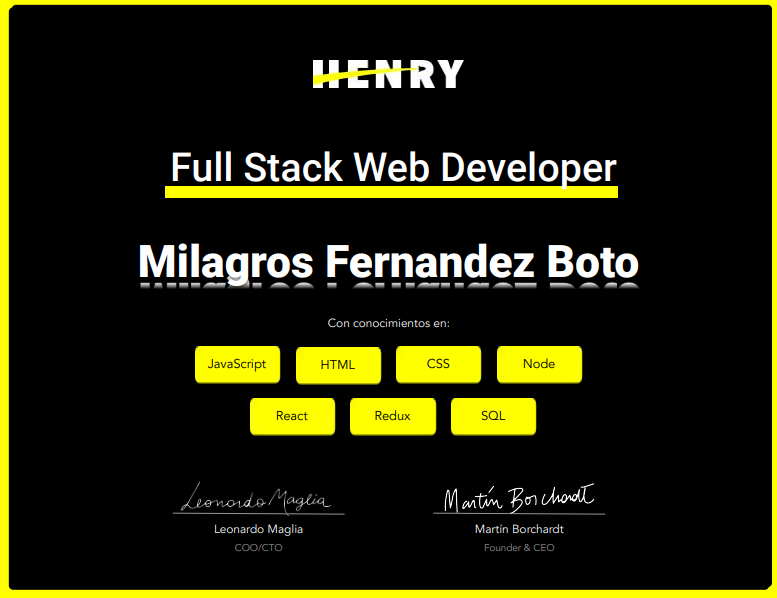 HENRY
Full Stack Web Developer
Milagros Fernandez Boto
Con conocimientos en:
JavaScript HTML CSS Node
React Redux SQL
Leonardo Maglia Martín Borchardt
Leonardo Maglia Martín Borchardt
COO/CTO Founder & CEO